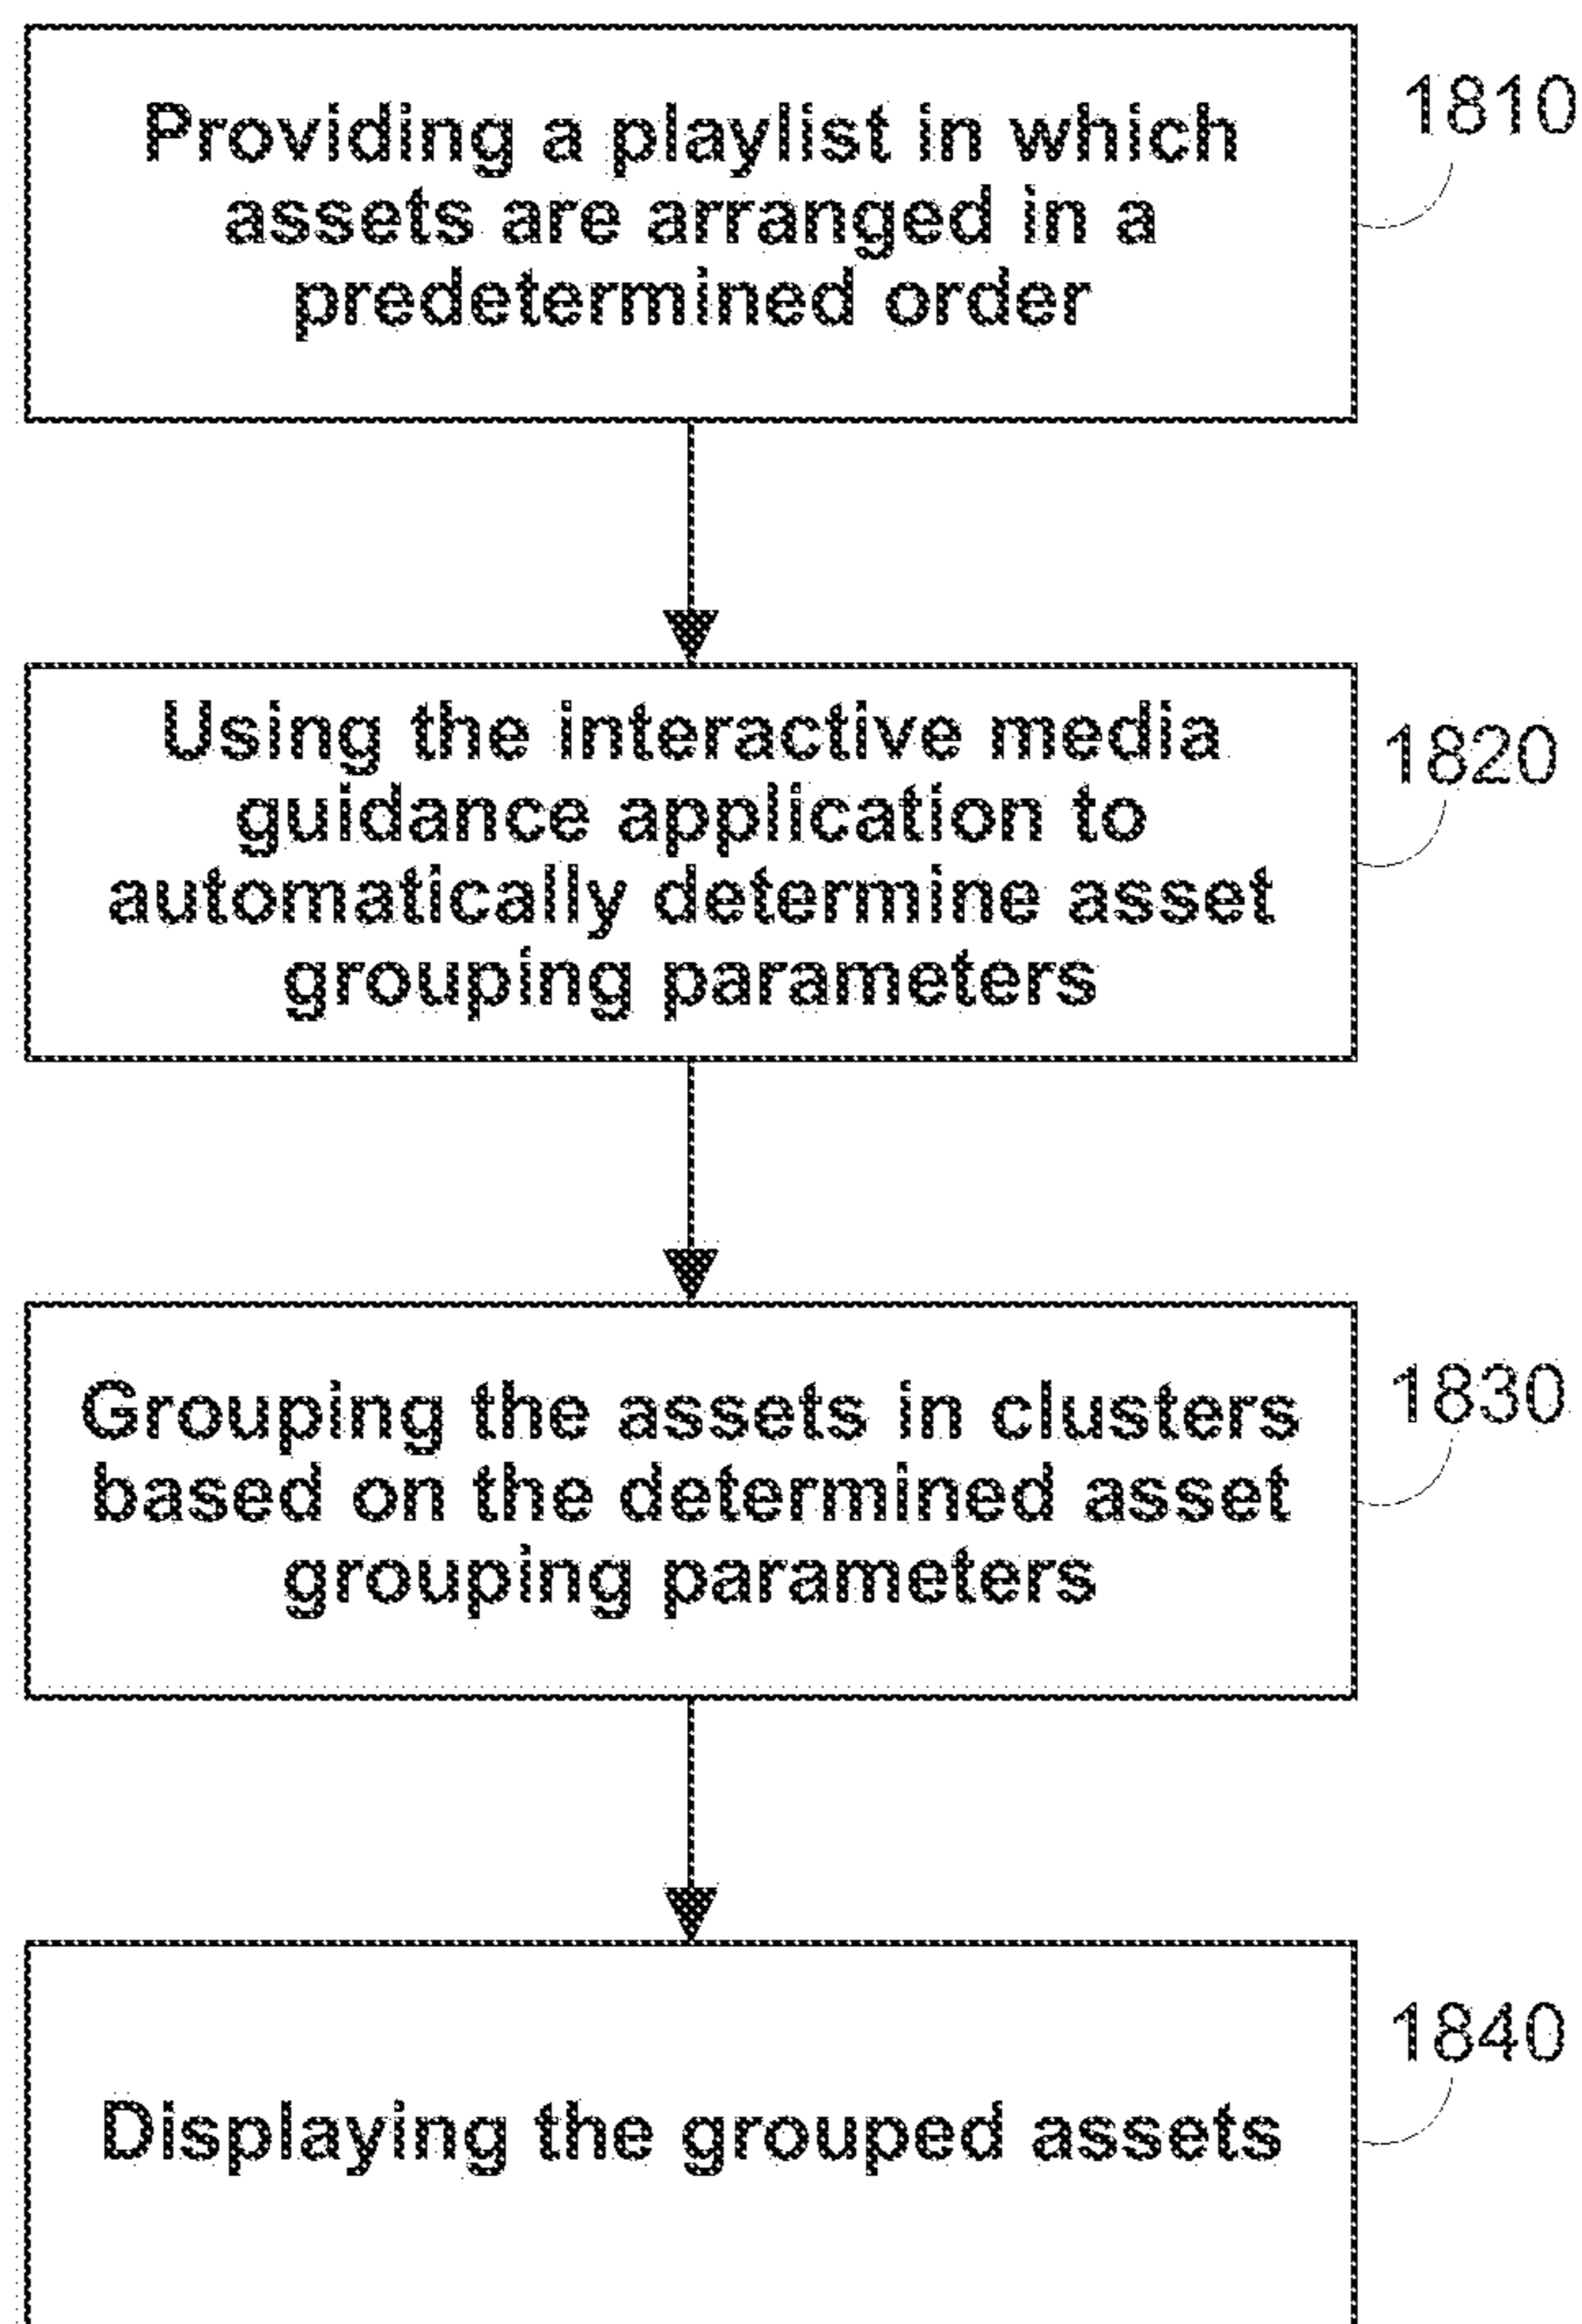 Providing a playlist in which
assets are arranged in a
predetermined order
1810
Using the interactive media
guidance application to
automatically determine asset
grouping parameters
1820
Grouping the assets in clusters
based on the determined asset
grouping parameters
1830
Displaying the grouped assets
1840